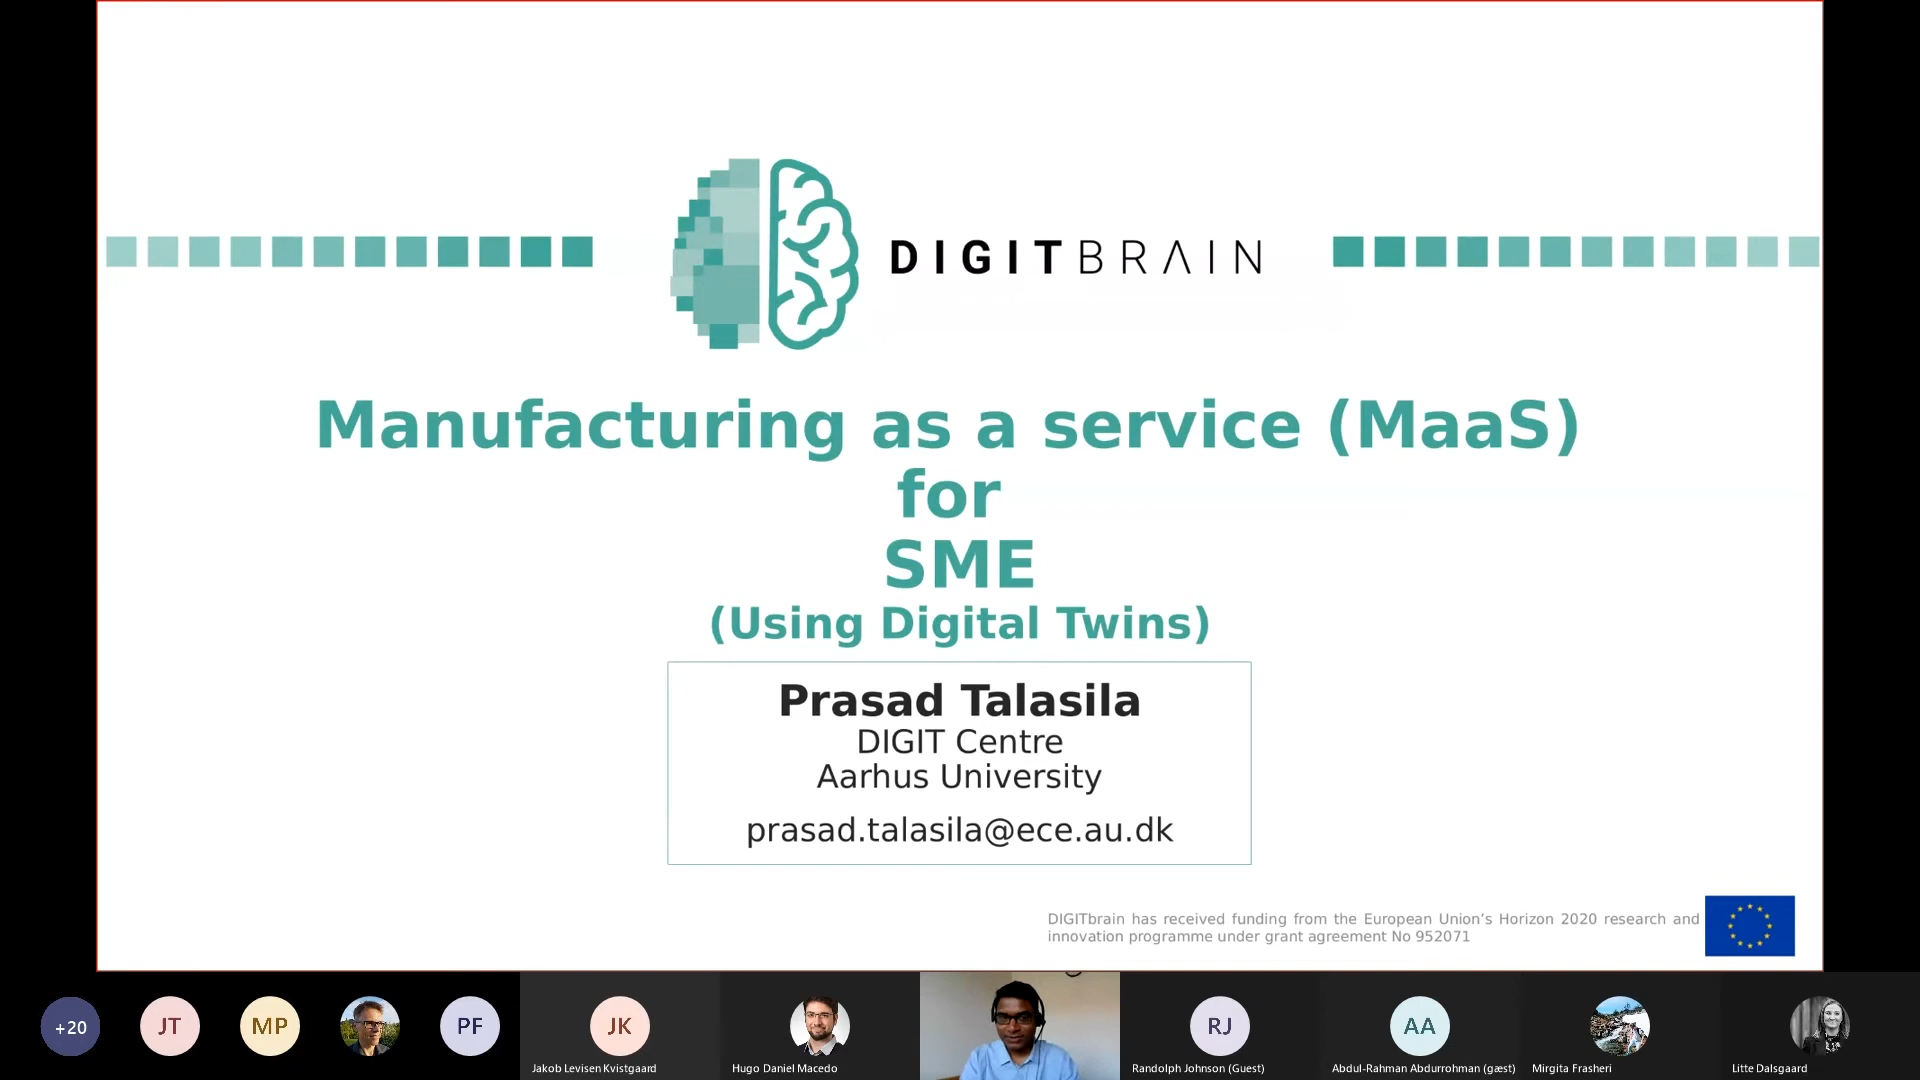 DIGITBRAIN
Manufacturing as a service (MaaS)
for
SME
(Using Digital Twins)
Prasad Talasila
DIGIT Centre
Aarhus University
prasad.talasila@ece.au.dk
DIGITbrain has received funding from the European Union’s Horizon 2020 research and
innovation programme under grant agreement No 952071
+20
JT
MP
PF
JK
RJ
AA
Jakob Levisen Kvistgaard
Hugo Daniel Macedo
Randolph Johnson (Guest)
Abdul-Rahman Abdurrohman (gæst)
Mirgita Frasheri
Litte Dalsgaard